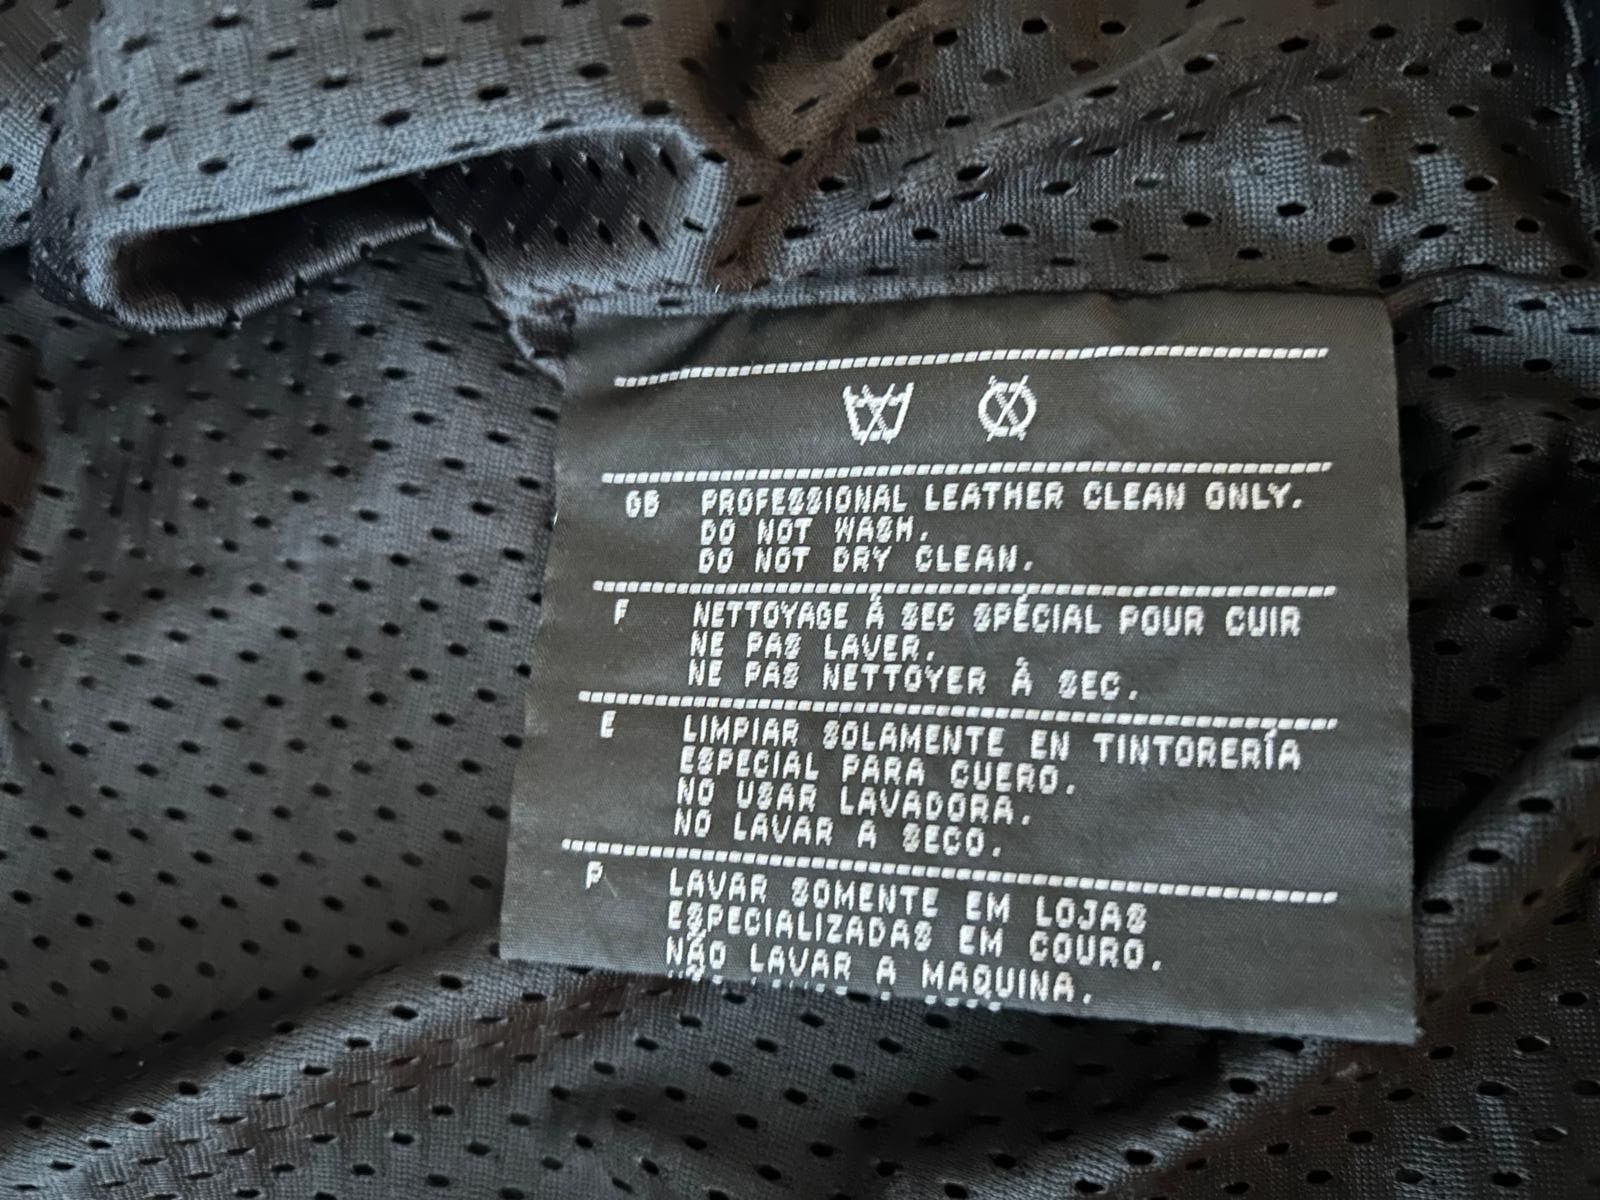 GB PROFESSIONAL LEATHER CLEAN ONLY.
DO NOT WASH.
DO NOT DRY CLEAN.
F NETTOYAGE À SEC SPÉCIAL POUR CUIR
NE PAS LAVER.
NE PAS NETTOYER À SEC.
E LIMPIAR SOLAMENTE EN TINTORERÍA
ESPECIAL PARA CUERO.
NO USAR LAVADORA.
NO LAVAR A SECO.
P LAVAR SOMENTE EM LOJAS
ESPECIALIZADAS EM COURO.
NÃO LAVAR A MAQUINA.